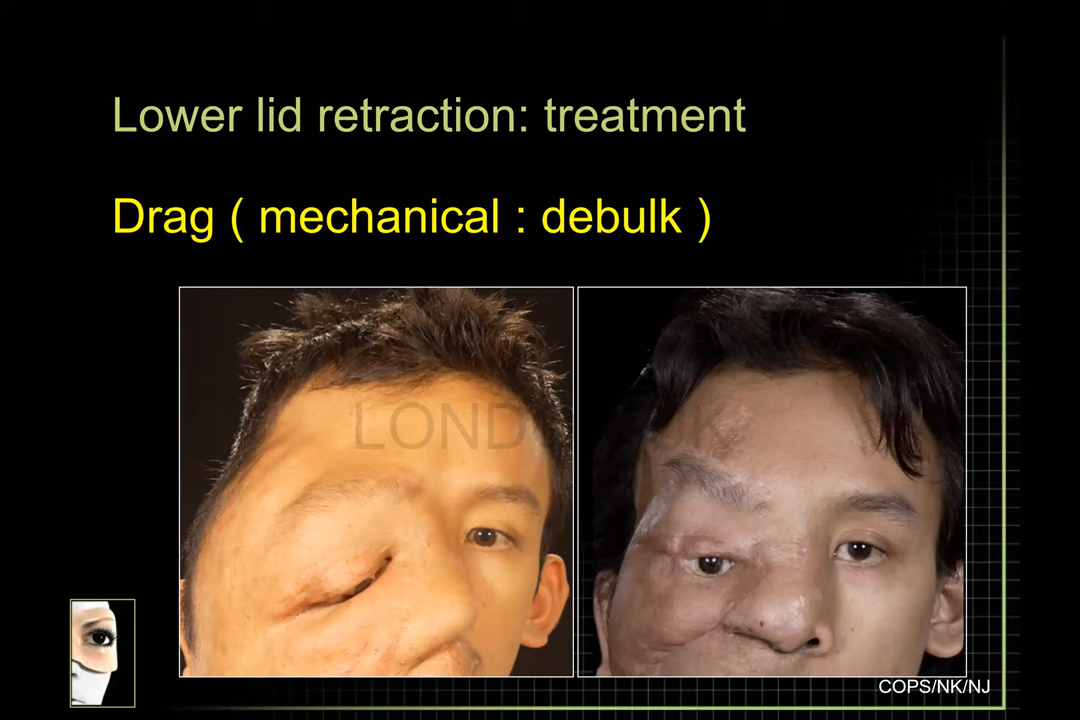 Lower lid retraction: treatment
Drag ( mechanical : debulk )
COPS/NK/NJ